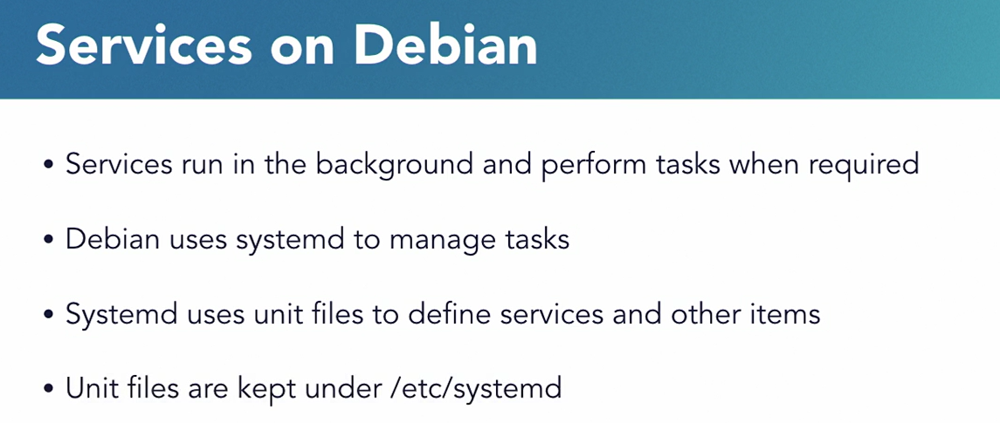 Services on Debian
• Services run in the background and perform tasks when required
• Debian uses systemd to manage tasks
• Systemd uses unit files to define services and other items
• Unit files are kept under /etc/systemd